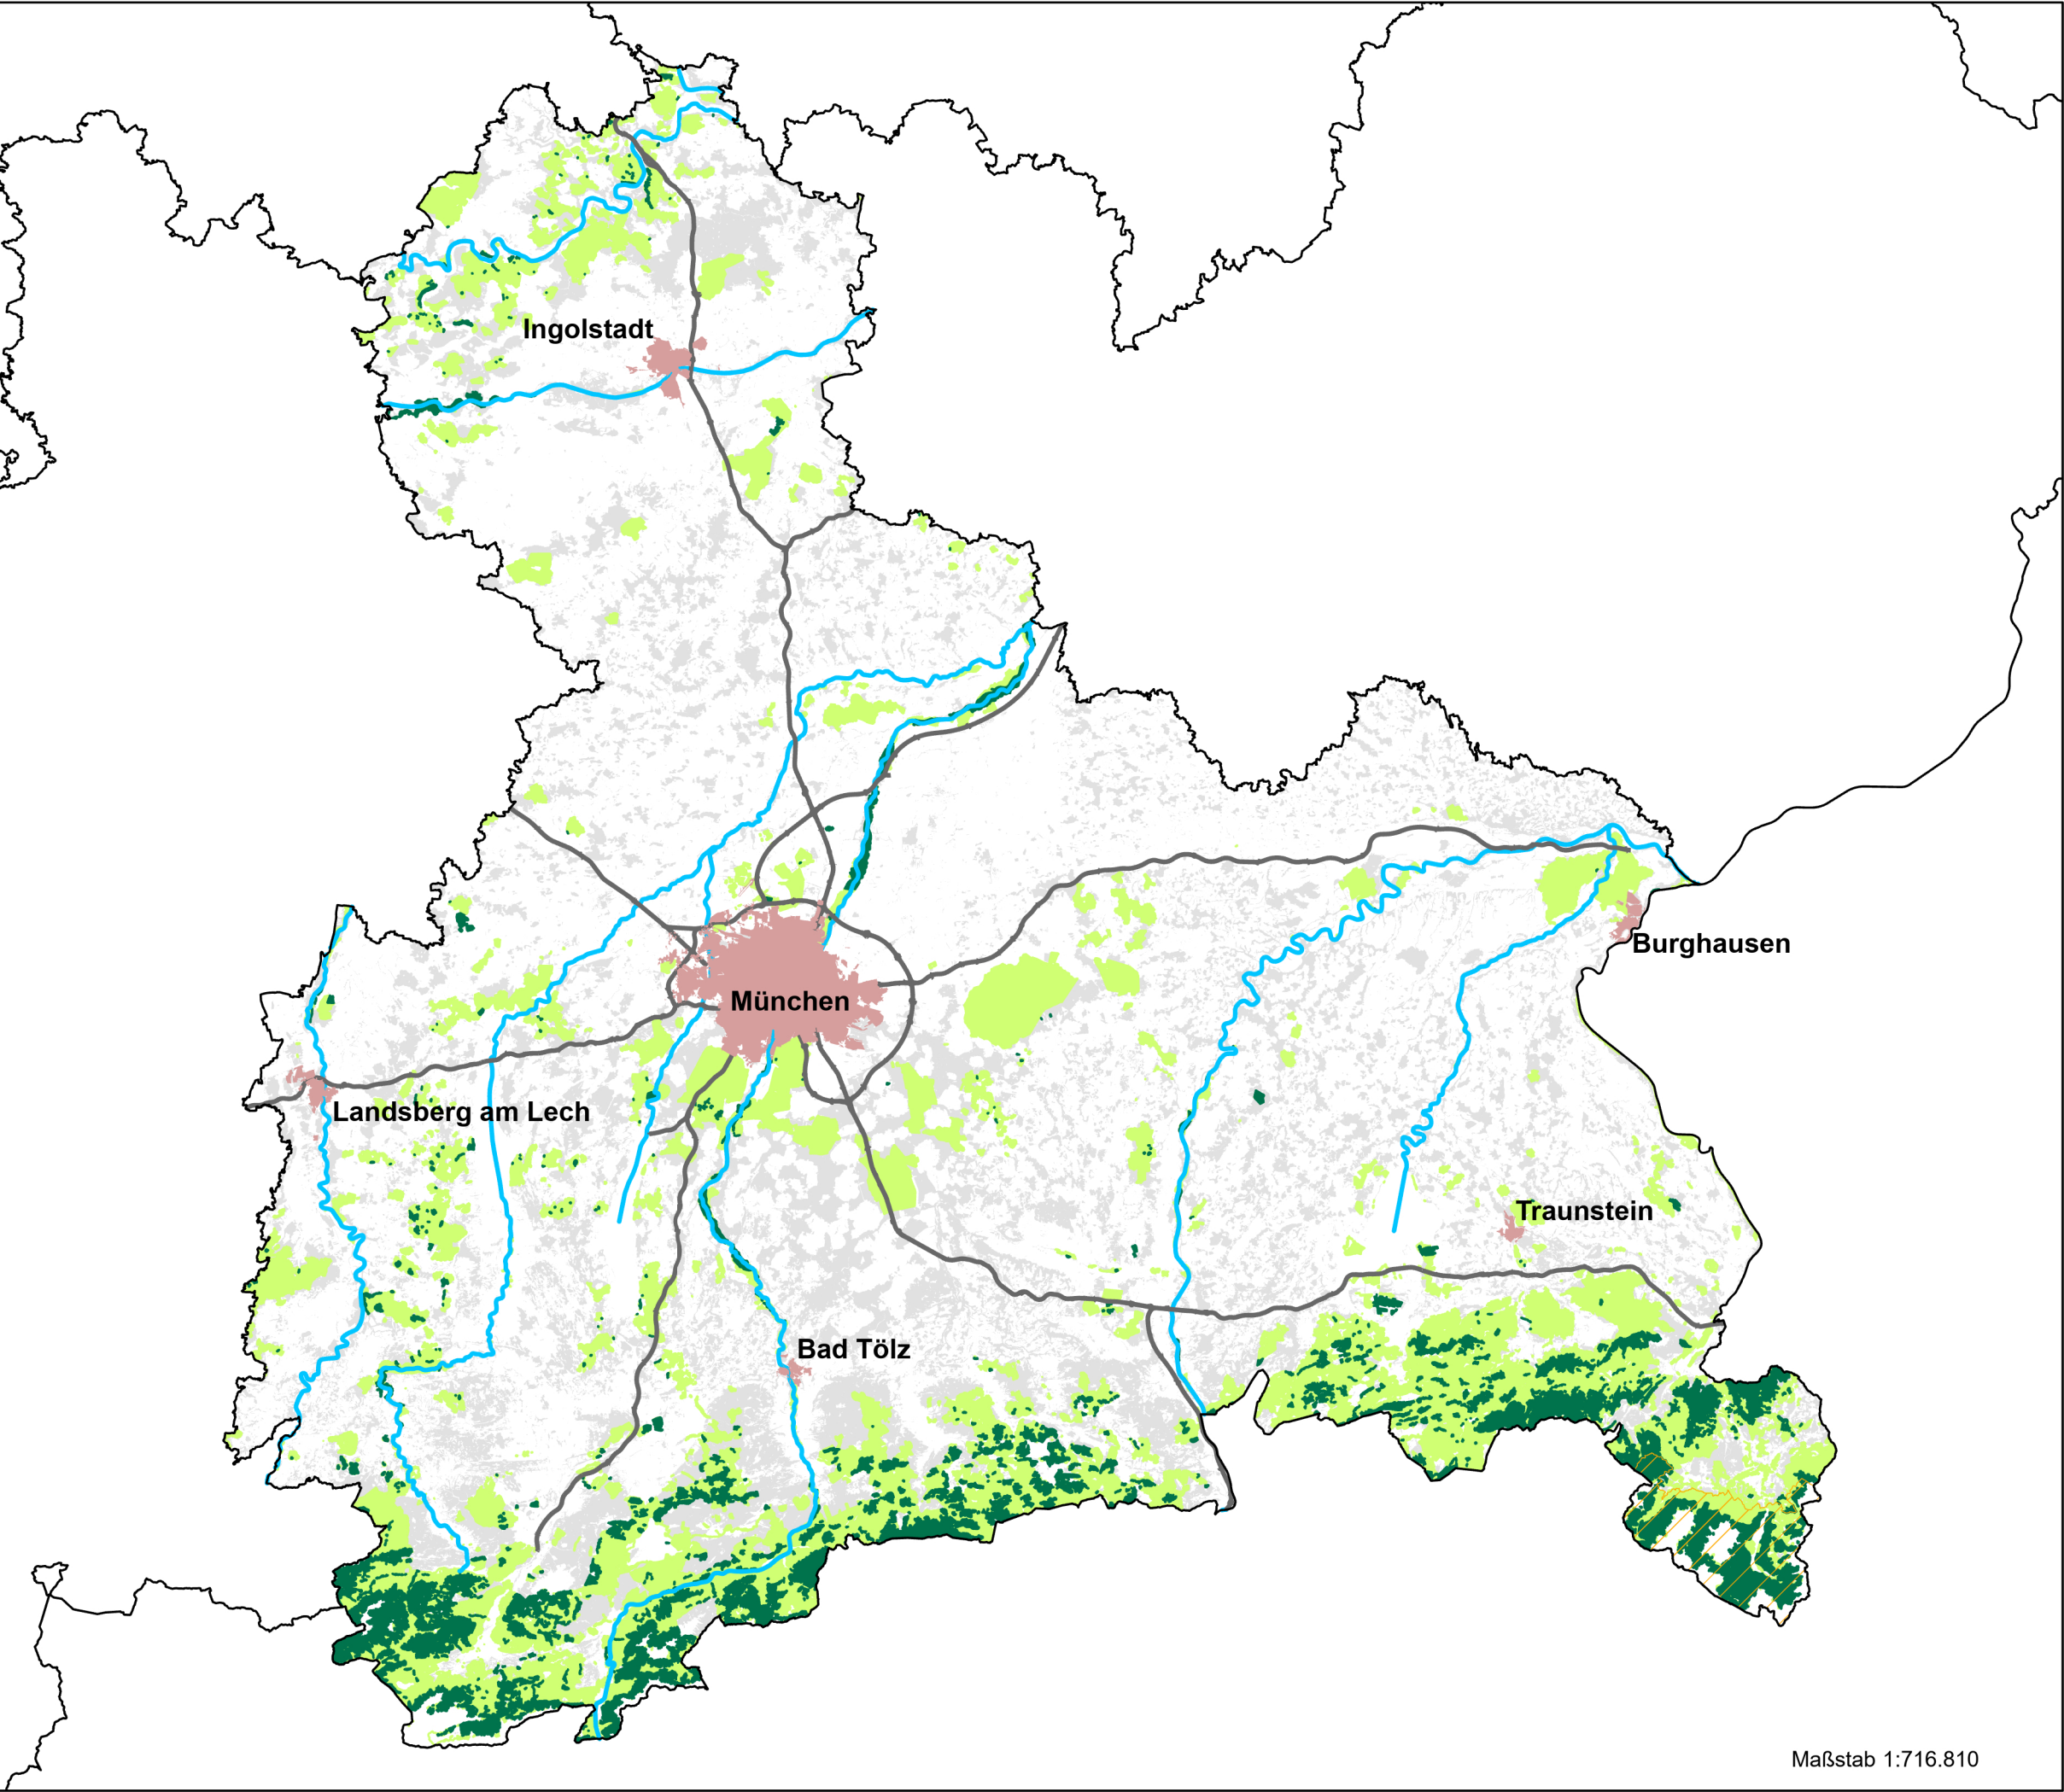 Ingolstadt
Burghausen
München
Landsberg am Lech
Traunstein
Bad Tölz
Maßstab 1:716.810